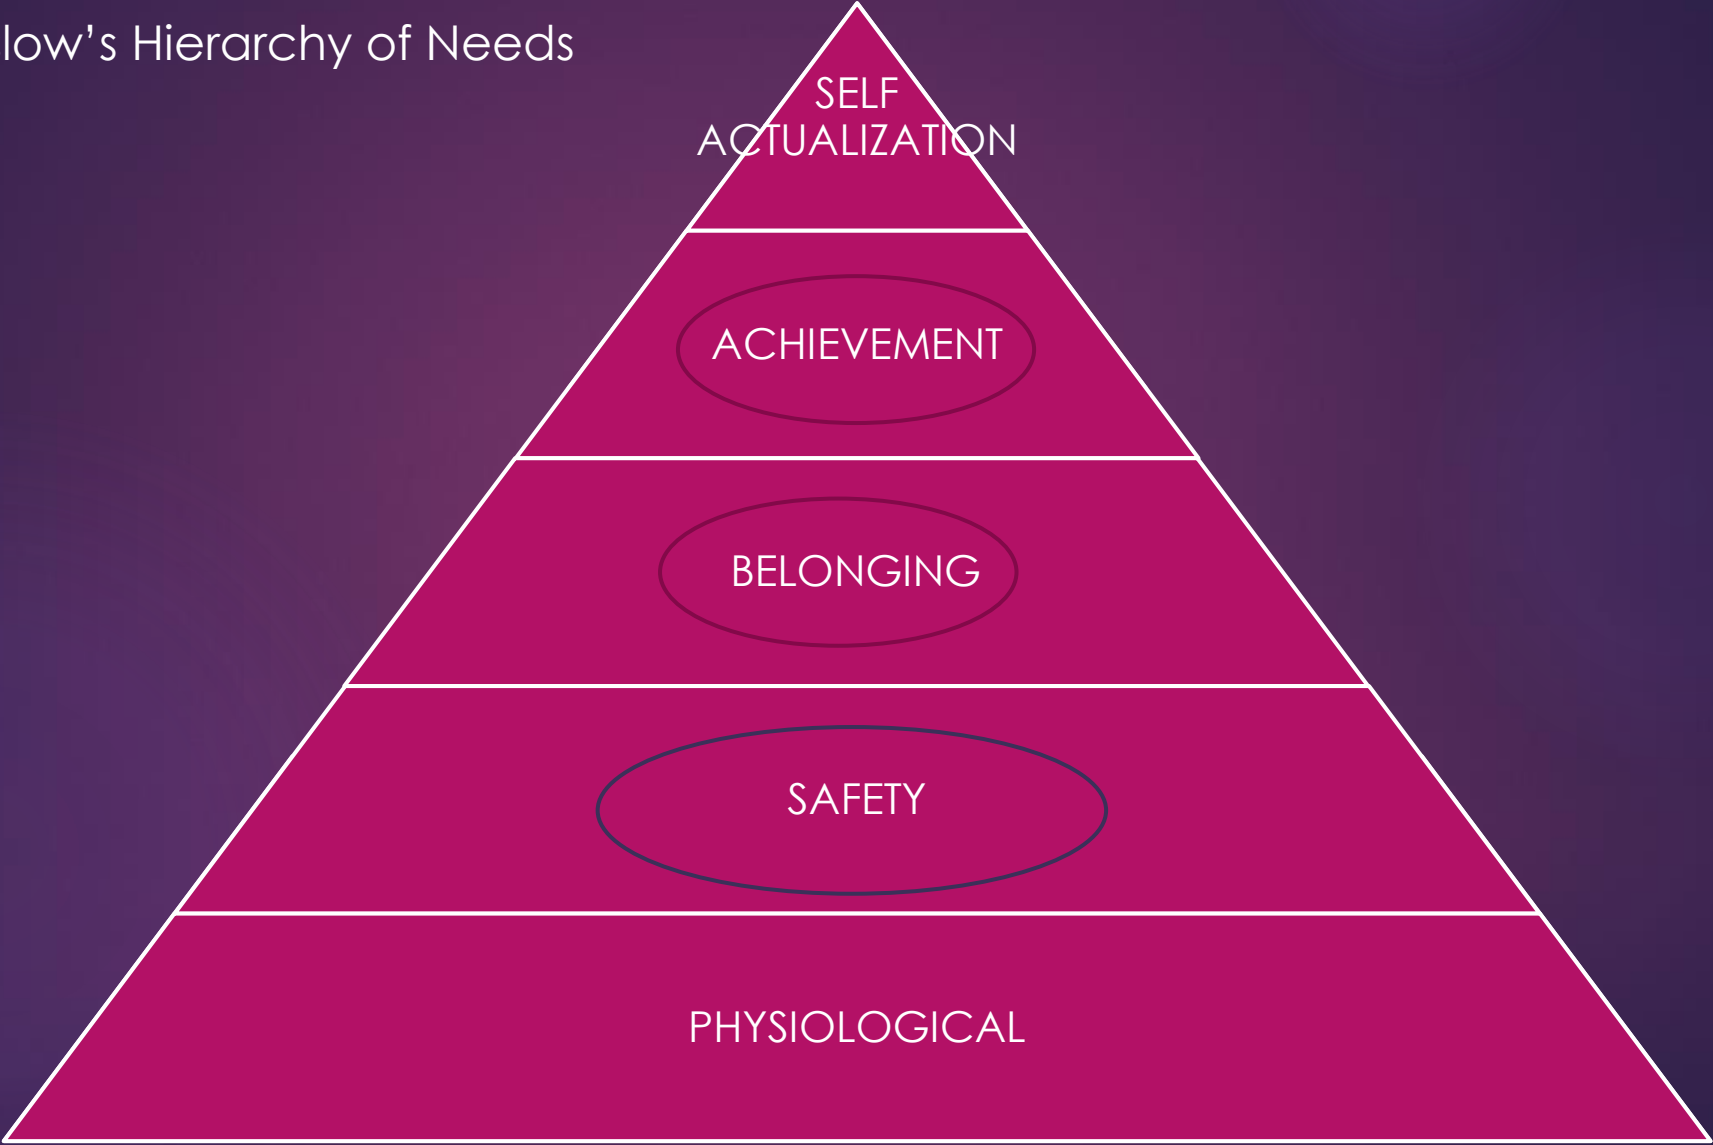 low’s Hierarchy of Needs
SELF
ACTUALIZATION
ACHIEVEMENT
BELONGING
SAFETY
PHYSIOLOGICAL